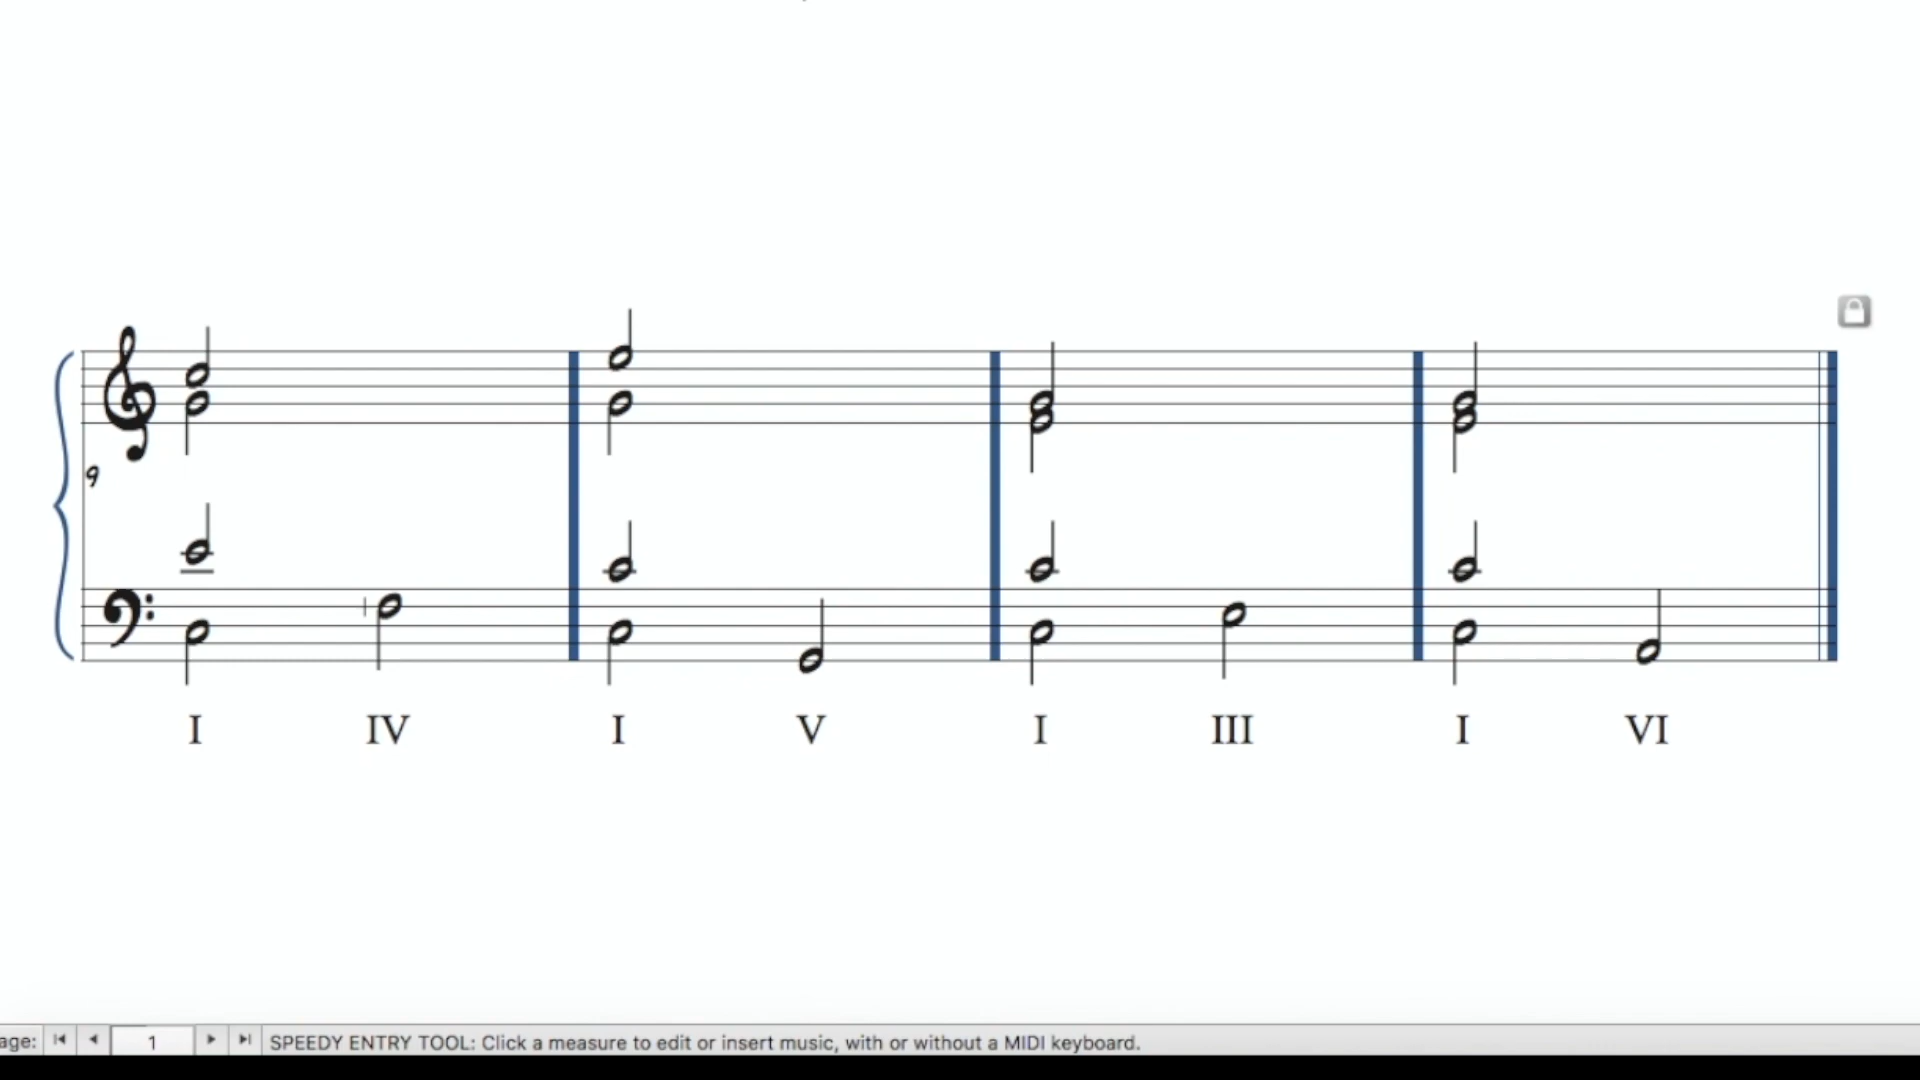 9
I IV I V I III I VI
age: 1 SPEEDY ENTRY TOOL: Click a measure to edit or insert music, with or without a MIDI keyboard.